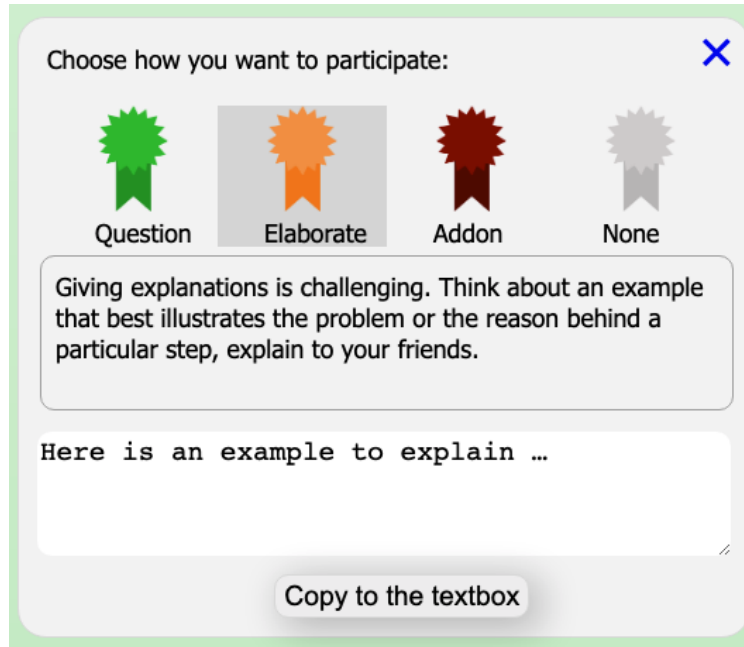 Choose how you want to participate:
Question Elaborate Addon None
Giving explanations is challenging. Think about an example
that best illustrates the problem or the reason behind a
particular step, explain to your friends.
Here is an example to explain …
Copy to the textbox